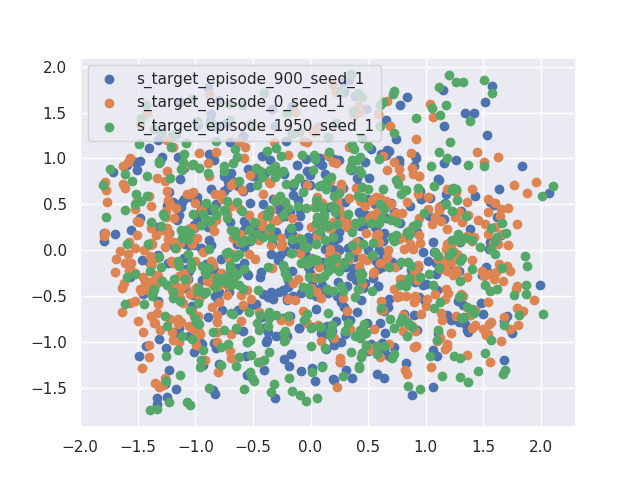 s_target_episode_900_seed_1
s_target_episode_0_seed_1
s_target_episode_1950_seed_1
2.0
1.5
1.0
0.5
0.0
−0.5
−1.0
−1.5
−2.0 −1.5 −1.0 −0.5 0.0 0.5 1.0 1.5 2.0